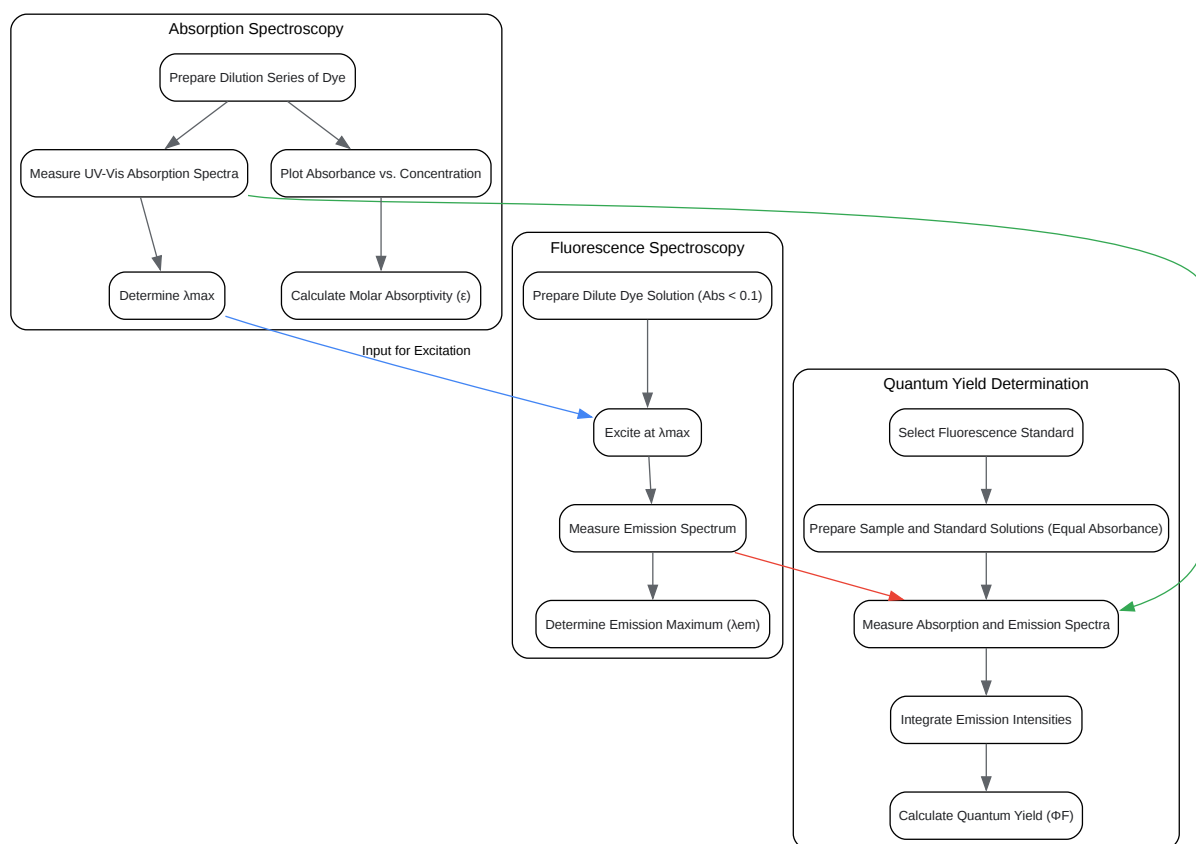 Absorption Spectroscopy
Prepare Dilution Series of Dye
Measure UV-Vis Absorption Spectra
Plot Absorbance vs. Concentration
Determine λmax
Calculate Molar Absorptivity (ε)
Input for Excitation
Fluorescence Spectroscopy
Prepare Dilute Dye Solution (Abs < 0.1)
Excite at λmax
Measure Emission Spectrum
Determine Emission Maximum (λem)
Quantum Yield Determination
Select Fluorescence Standard
Prepare Sample and Standard Solutions (Equal Absorbance)
Measure Absorption and Emission Spectra
Integrate Emission Intensities
Calculate Quantum Yield (ΦF)